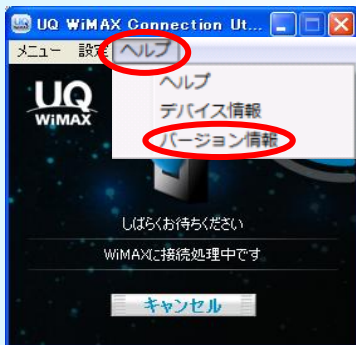 UQ WiMAX Connection Ut...
メニュー 設定 ヘルプ
ヘルプ
デバイス情報
バージョン情報
UQ
WiMAX
しばらくお待ちください
WiMAXに接続処理中です
キャンセル